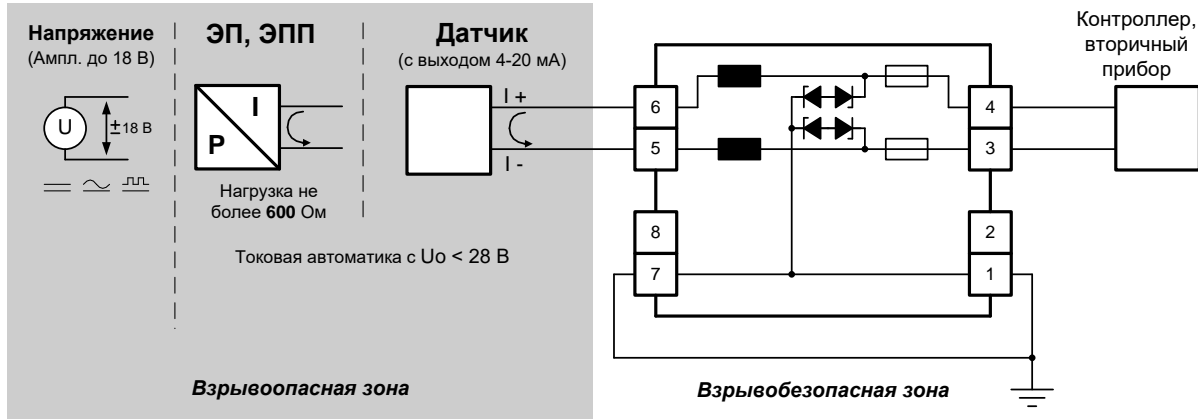 Напряжение
(Ампл. до 18 В)
U
±18 В
ЭП, ЭПП
I
P
Нагрузка не
более 600 Ом
Датчик
(с выходом 4-20 мА)
I +
I -
Токовая автоматика с Uo < 28 В
Взрывоопасная зона
6
5
8
7
4
3
2
1
Контроллер,
вторичный
прибор
Взрывобезопасная зона